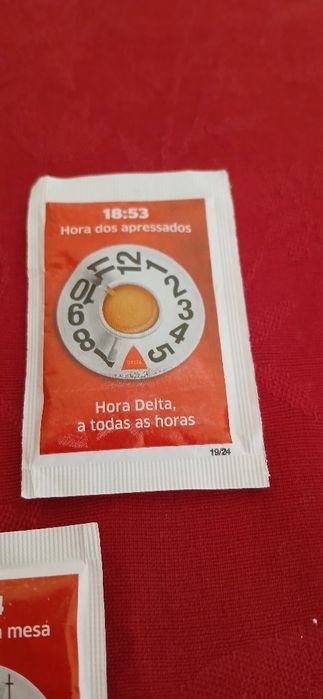 18:53
Hora dos apressados
11 12 1
10 2
9 3
8 4
7 5
DELTA
Hora Delta,
a todas as horas
19/24
mesa